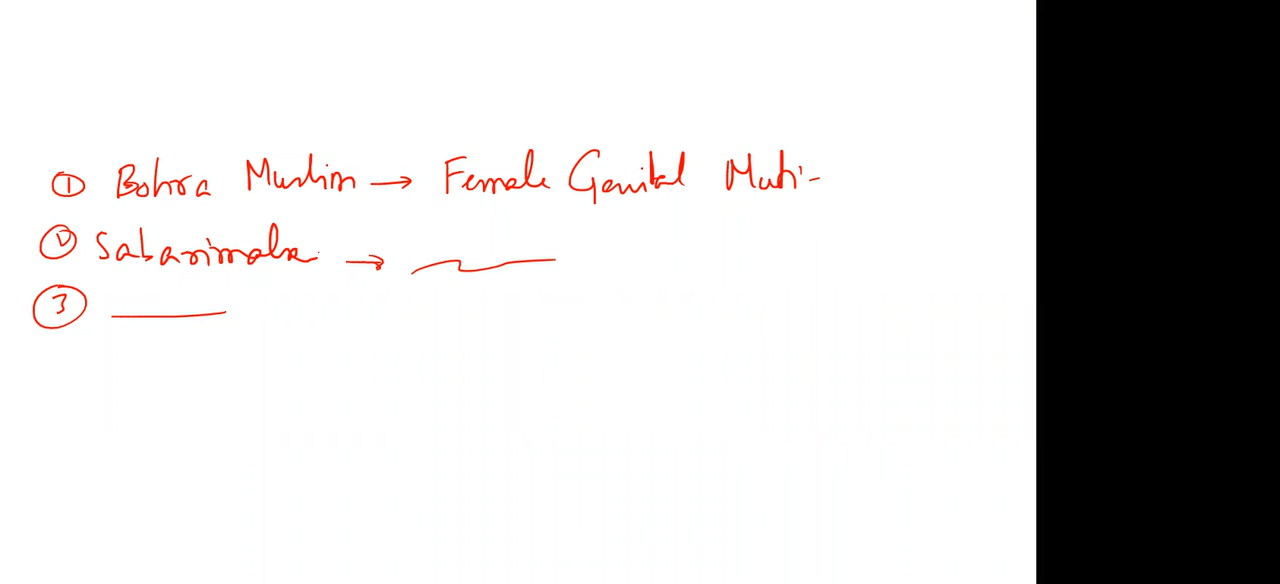 ① Bohra Muslim → Female Genital Muti-
② Sabarimala →
③